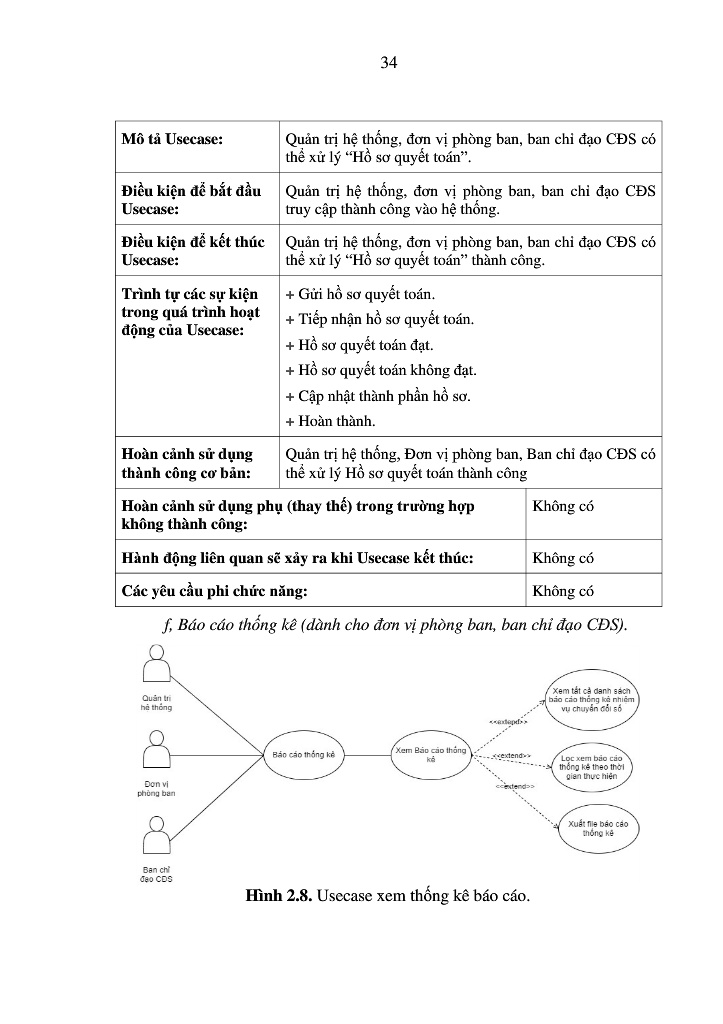 34
Mô tả Usecase:
Quản trị hệ thống, đơn vị phòng ban, ban chỉ đạo CĐS có
thể xử lý “Hồ sơ quyết toán”.
Điều kiện để bắt đầu
Usecase:
Quản trị hệ thống, đơn vị phòng ban, ban chỉ đạo CĐS
truy cập thành công vào hệ thống.
Điều kiện để kết thúc
Usecase:
Quản trị hệ thống, đơn vị phòng ban, ban chỉ đạo CĐS có
thể xử lý “Hồ sơ quyết toán” thành công.
Trình tự các sự kiện
trong quá trình hoạt
động của Usecase:
+ Gửi hồ sơ quyết toán.
+ Tiếp nhận hồ sơ quyết toán.
+ Hồ sơ quyết toán đạt.
+ Hồ sơ quyết toán không đạt.
+ Cập nhật thành phần hồ sơ.
+ Hoàn thành.
Hoàn cảnh sử dụng
thành công cơ bản:
Quản trị hệ thống, Đơn vị phòng ban, Ban chỉ đạo CĐS có
thể xử lý Hồ sơ quyết toán thành công
Hoàn cảnh sử dụng phụ (thay thế) trong trường hợp
không thành công:
Không có
Hành động liên quan sẽ xảy ra khi Usecase kết thúc:
Không có
Các yêu cầu phi chức năng:
Không có
f, Báo cáo thống kê (dành cho đơn vị phòng ban, ban chỉ đạo CĐS).
Quản trị
hệ thống
Đơn vị
phòng ban
Ban chỉ
đạo CĐS
Báo cáo thống kê
Xem Báo cáo thống
kê
<<extend>>
<<extend>>
<<extend>>
Xem tất cả danh sách
báo cáo thống kê nhiệm
vụ chuyển đổi số
Lọc xem báo cáo
thống kê theo thời
gian thực hiện
Xuất file báo cáo
thống kê
Hình 2.8. Usecase xem thống kê báo cáo.